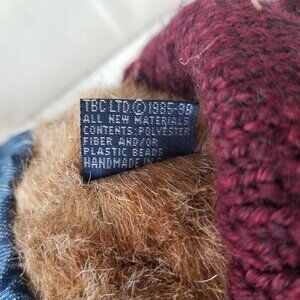 TBC LTD © 1985-98
ALL NEW MATERIALS
CONTENTS: POLYESTER
FIBER AND/OR
PLASTIC BEADS
HANDMADE IN